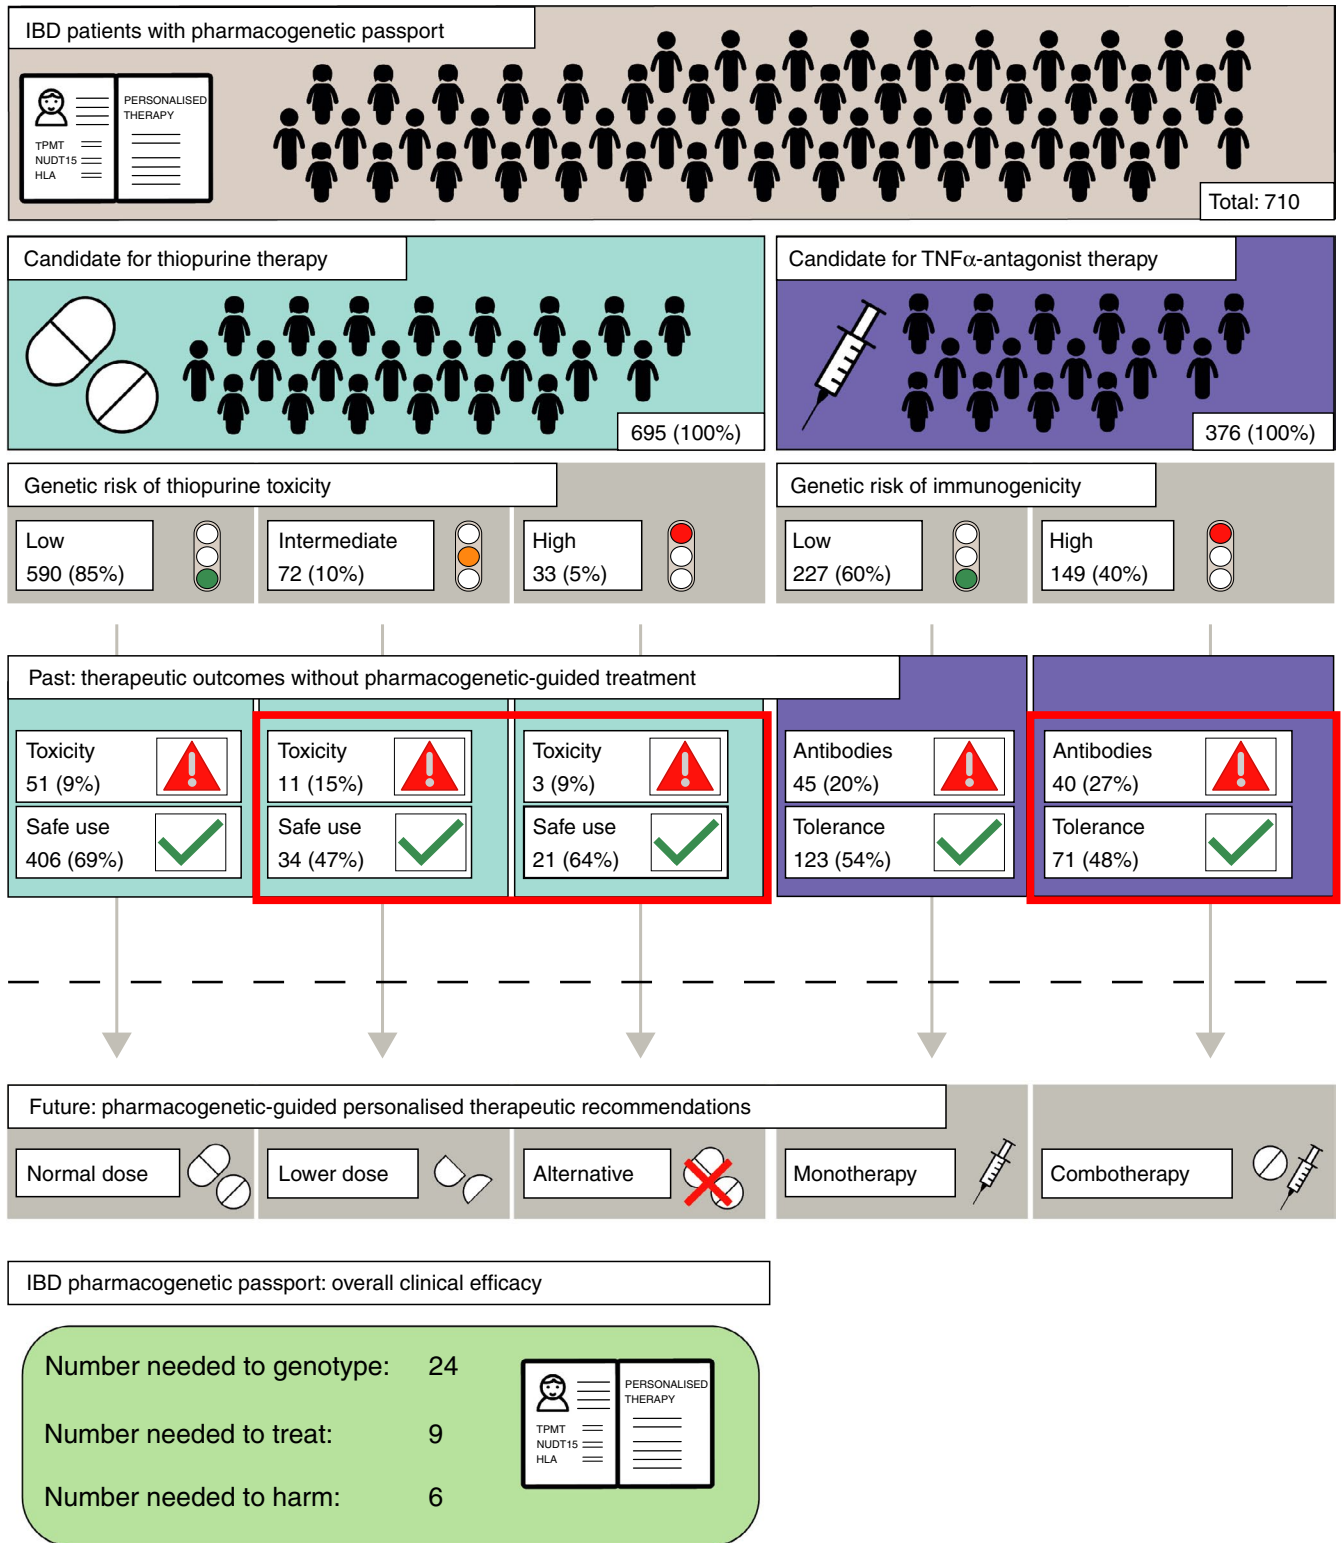 IBD patients with pharmacogenetic passport
PERSONALISED
THERAPY
TPMT
NUDT15
HLA
Total: 710
Candidate for thiopurine therapy
695 (100%)
Candidate for TNFα-antagonist therapy
376 (100%)
Genetic risk of thiopurine toxicity
Low
590 (85%)
Intermediate
72 (10%)
High
33 (5%)
Genetic risk of immunogenicity
Low
227 (60%)
High
149 (40%)
Past: therapeutic outcomes without pharmacogenetic-guided treatment
Toxicity
51 (9%)
Safe use
406 (69%)
Toxicity
11 (15%)
Safe use
34 (47%)
Toxicity
3 (9%)
Safe use
21 (64%)
Antibodies
45 (20%)
Tolerance
123 (54%)
Antibodies
40 (27%)
Tolerance
71 (48%)
Future: pharmacogenetic-guided personalised therapeutic recommendations
Normal dose
Lower dose
Alternative
Monotherapy
Combotherapy
IBD pharmacogenetic passport: overall clinical efficacy
Number needed to genotype: 24
Number needed to treat: 9
Number needed to harm: 6
PERSONALISED
THERAPY
TPMT
NUDT15
HLA